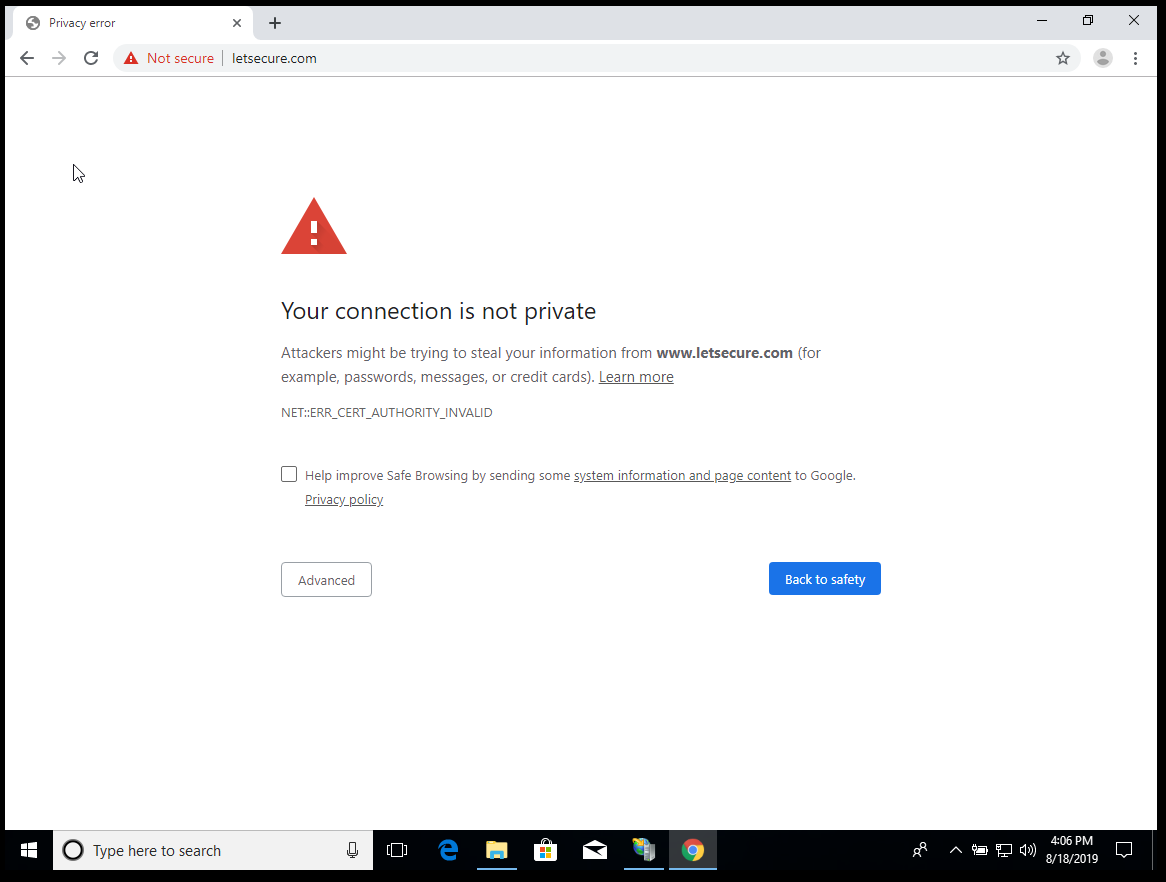 Privacy error
Not secure letsecure.com
Your connection is not private
Attackers might be trying to steal your information from www.letsecure.com (for
example, passwords, messages, or credit cards). Learn more
NET::ERR_CERT_AUTHORITY_INVALID
Help improve Safe Browsing by sending some system information and page content to Google.
Privacy policy
Advanced Back to safety
Type here to search
4:06 PM
8/18/2019